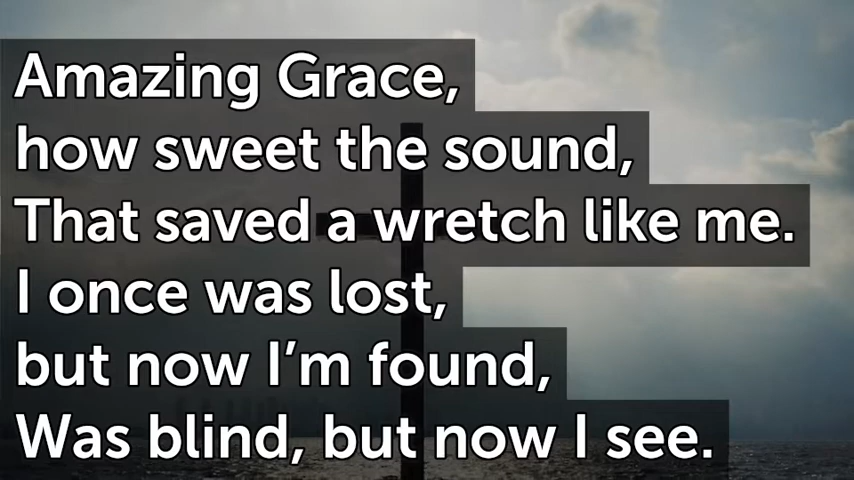 Amazing Grace,
how sweet the sound,
That saved a wretch like me.
I once was lost,
but now I’m found,
Was blind, but now I see.